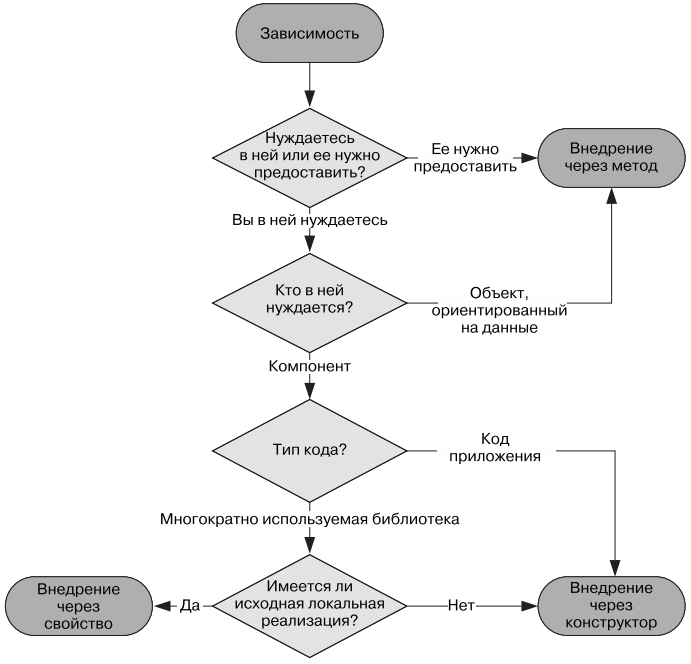 Зависимость
Нуждаетесь
в ней или ее нужно
предоставить?
Ее нужно
предоставить
Внедрение
через метод
Вы в ней нуждаетесь
Кто в ней
нуждается?
Объект,
ориентированный
на данные
Компонент
Тип кода?
Код
приложения
Многократно используемая библиотека
Имеется ли
исходная локальная
реализация?
Да
Внедрение
через
свойство
Нет
Внедрение
через
конструктор